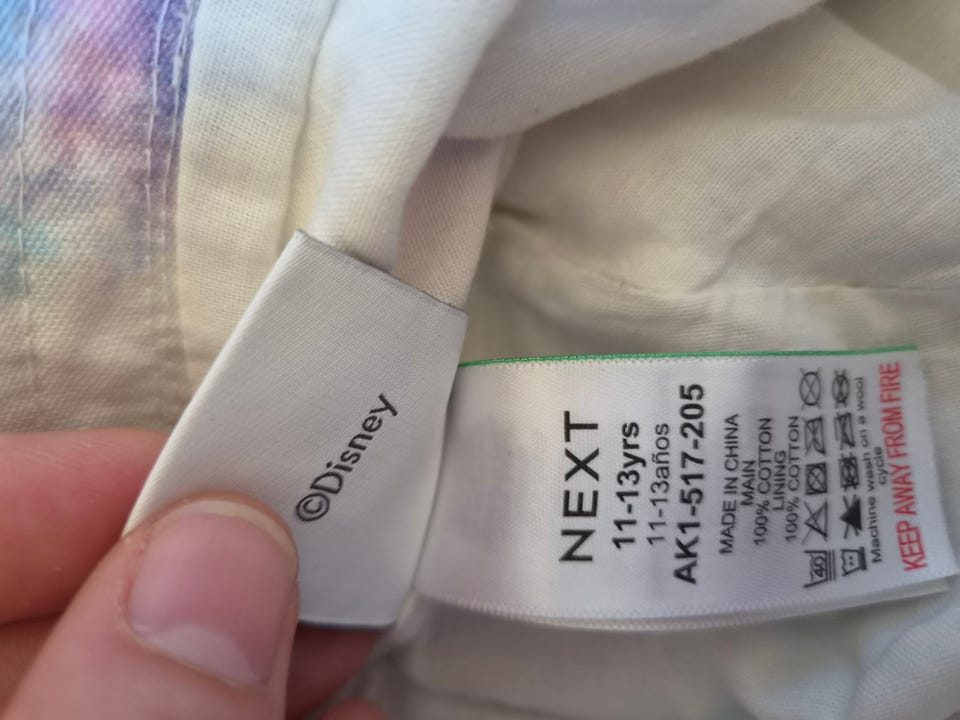 ©Disney
NEXT
11-13yrs
11-13años
AK1-517-205
MADE IN CHINA
MAIN
100% COTTON
LINING
100% COTTON
40
Machine wash on a wool
cycle
KEEP AWAY FROM FIRE